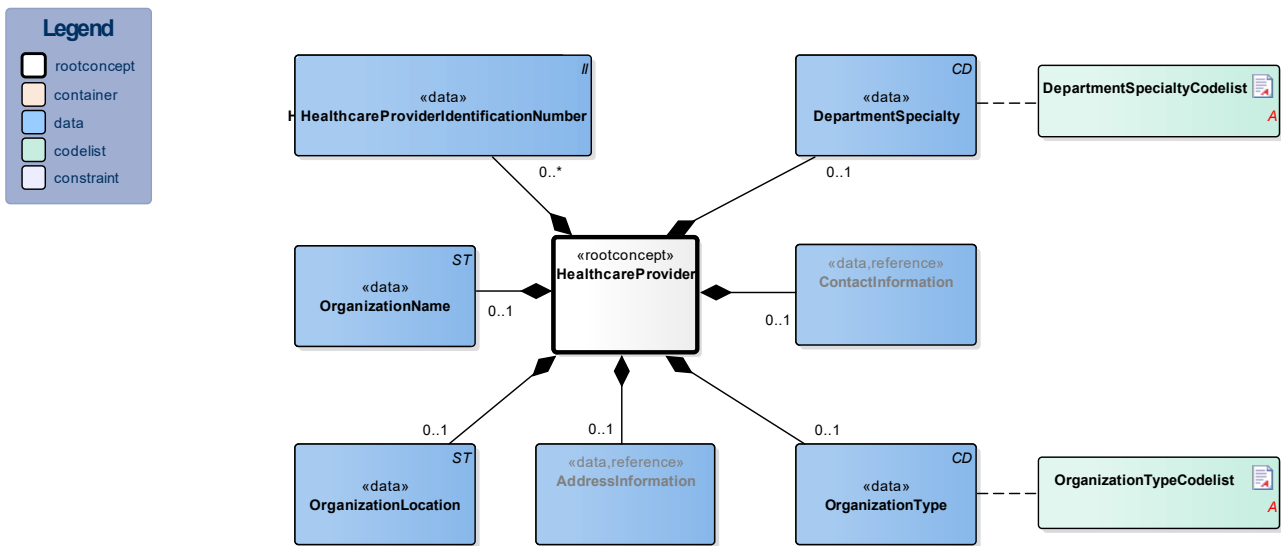 Legend
rootconcept
container
data
codelist
constraint
II
«data»
HealthcareProviderIdentificationNumber
0..*
CD
«data»
DepartmentSpecialty
0..1
DepartmentSpecialtyCodelist
A
«rootconcept»
HealthcareProvider
ST
«data»
OrganizationName
0..1
«data,reference»
ContactInformation
0..1
0..1
ST
«data»
OrganizationLocation
0..1
«data,reference»
AddressInformation
0..1
CD
«data»
OrganizationType
OrganizationTypeCodelist
A